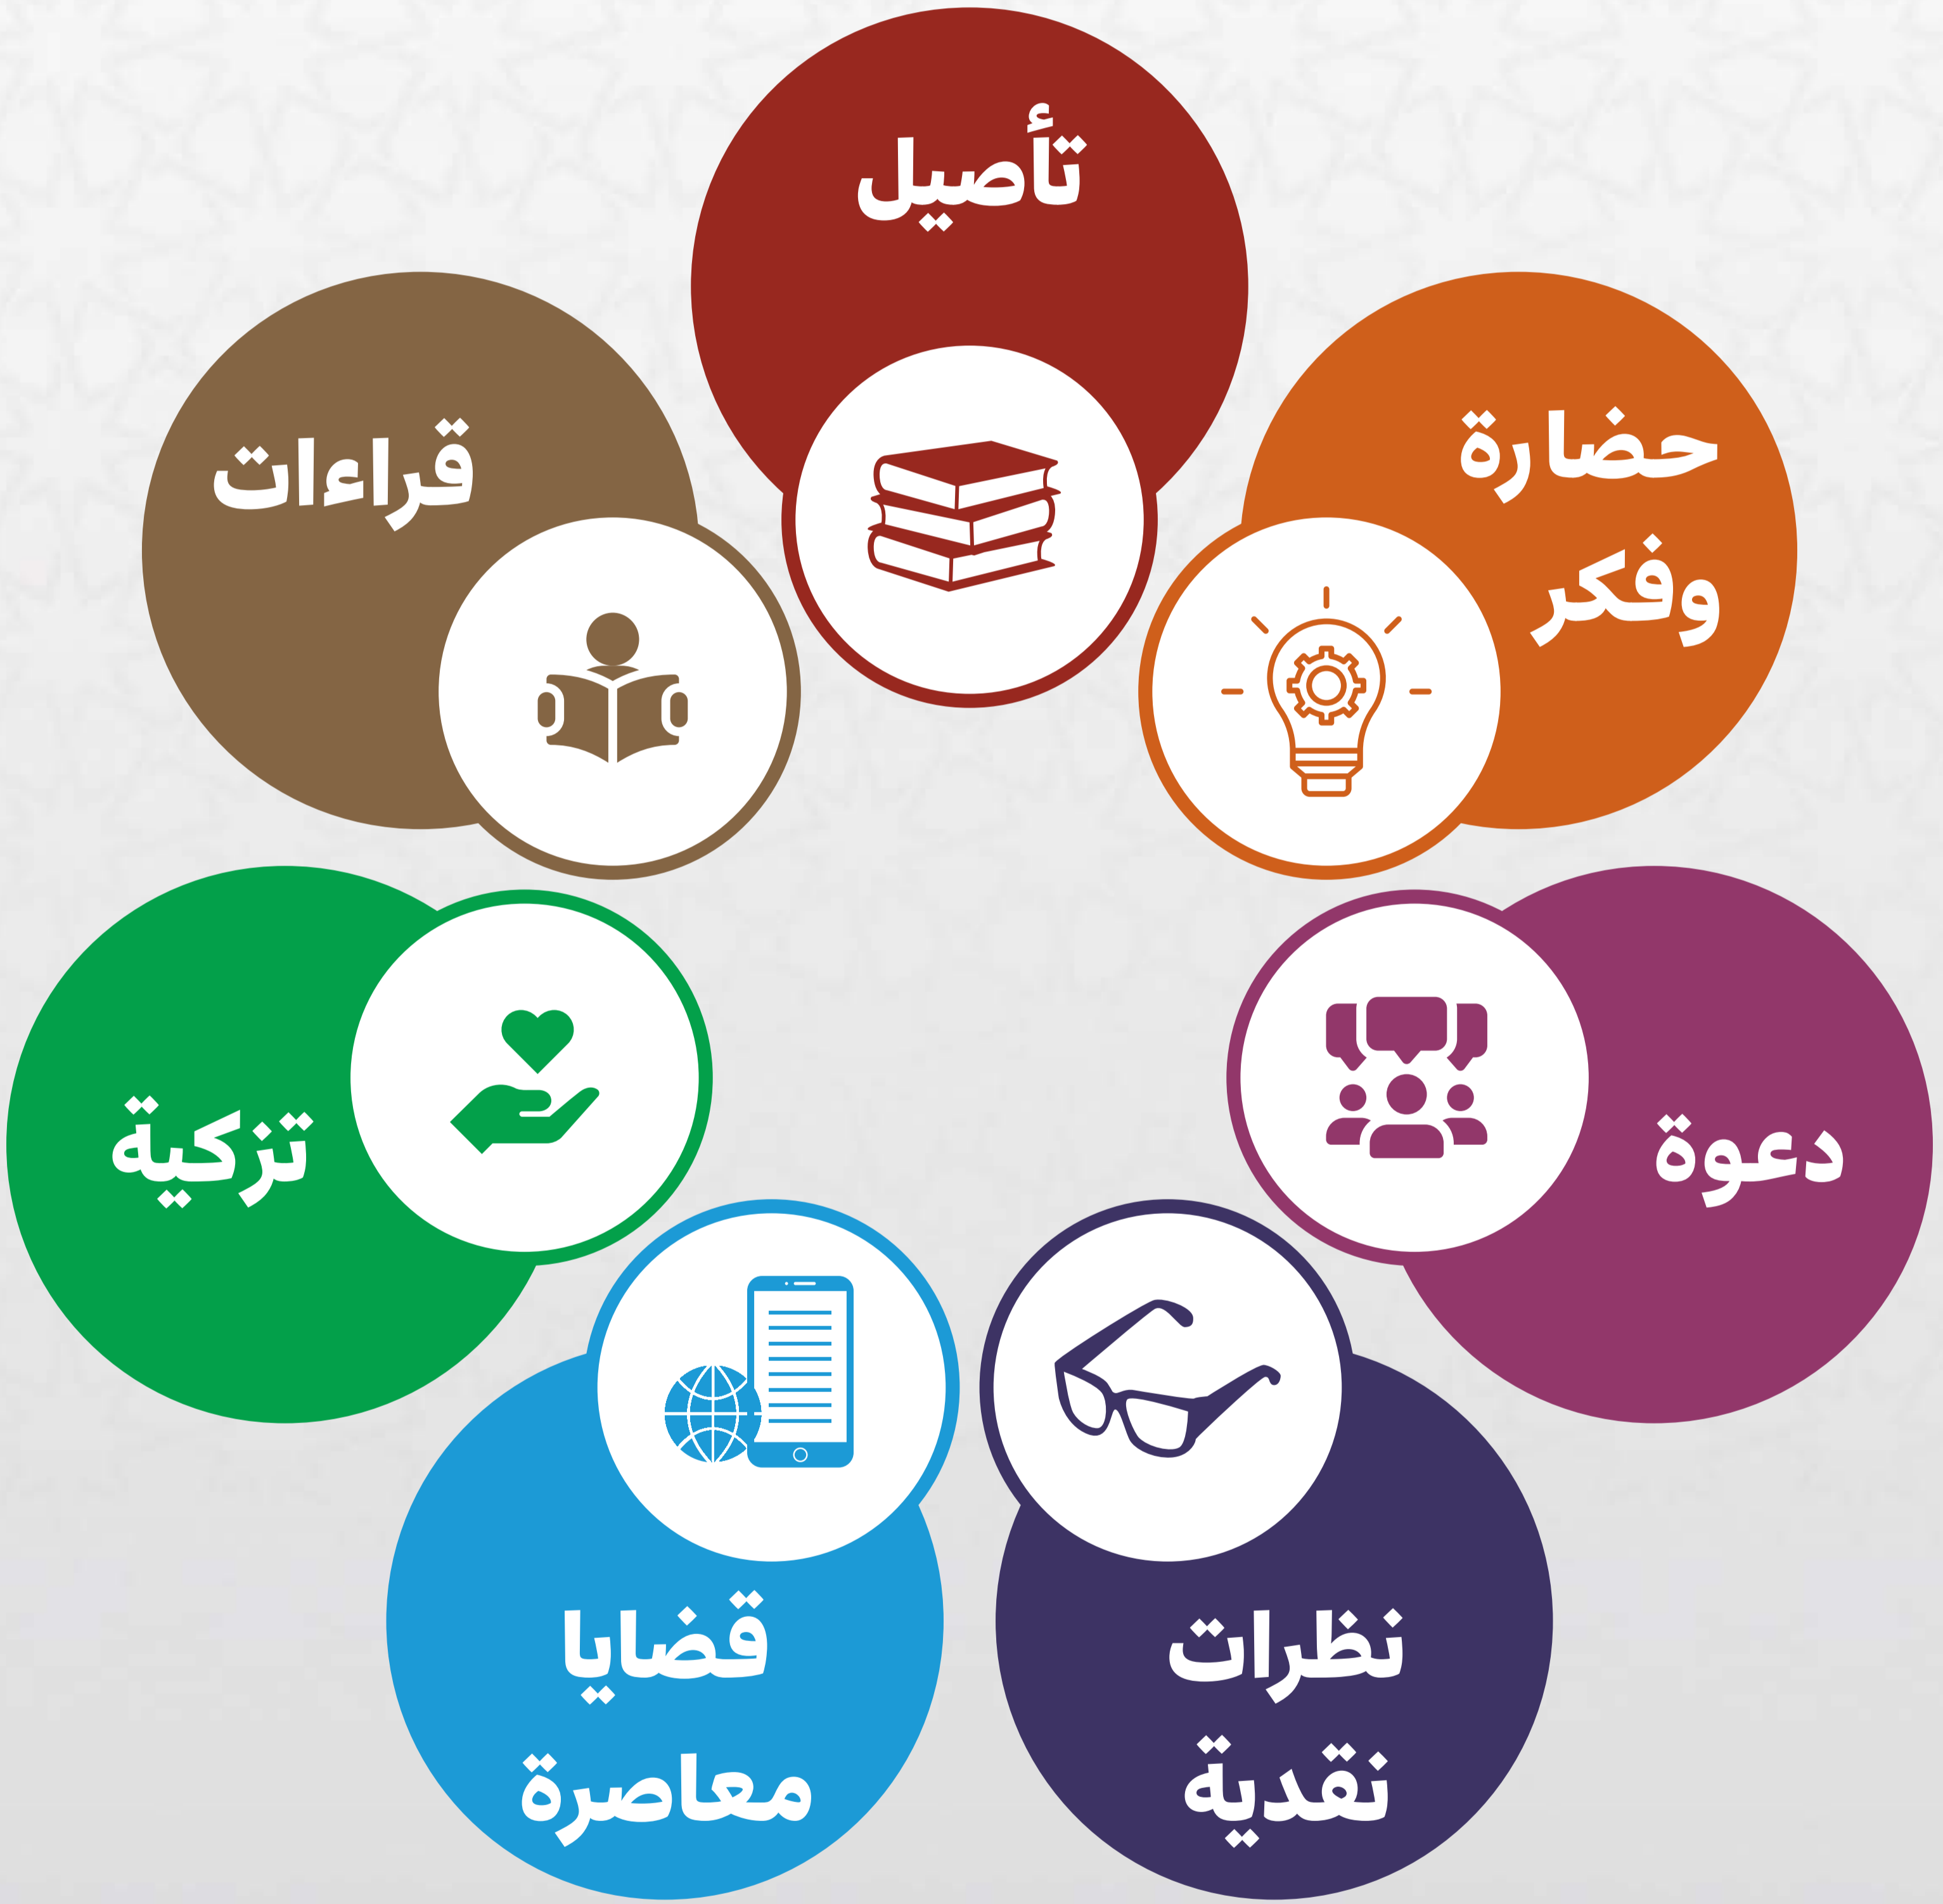 تأصيل
حضارة
وفكر
دعوة
نظرات
نقدية
قضايا
معاصرة
تزكية
قراءات